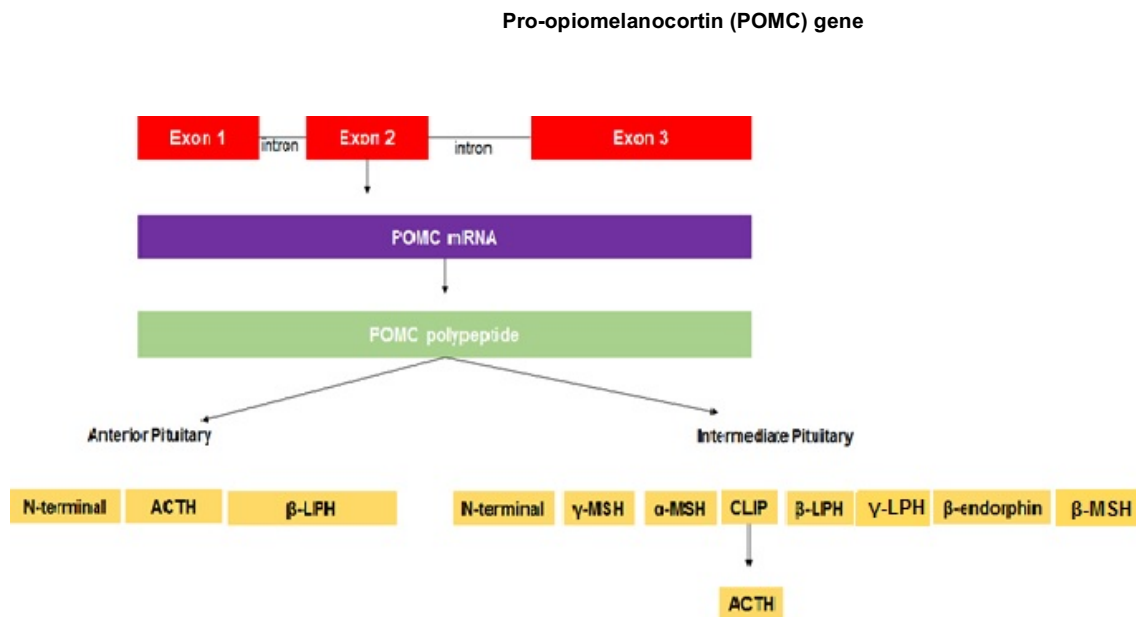 Pro-opiomelanocortin (POMC) gene
Exon 1 intron Exon 2 intron Exon 3
POMC mRNA
POMC polypeptide
Anterior Pituitary Intermediate Pituitary
N-terminal ACTH β-LPH N-terminal γ-MSH α-MSH CLIP β-LPH γ-LPH β-endorphin β-MSH
ACTH